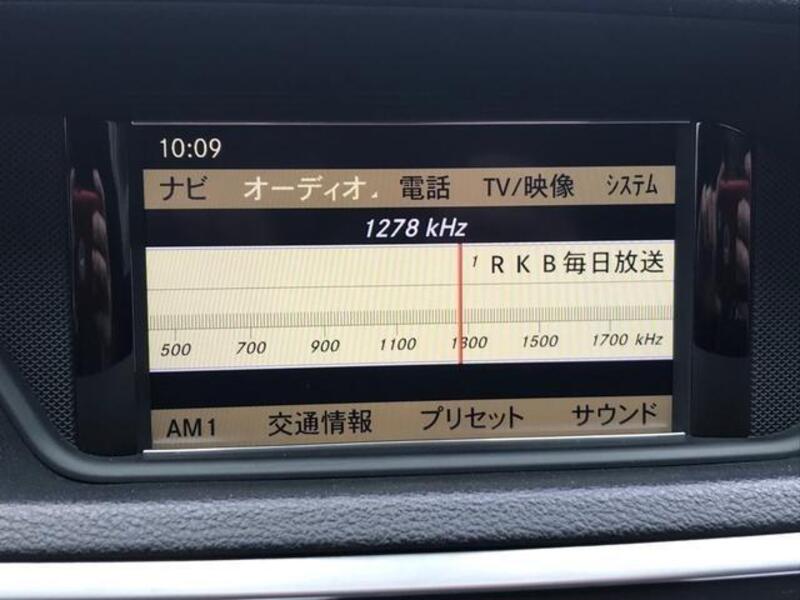 10:09
ナビ オーディオ 電話 TV/映像 システム
1278 kHz
1 RKB毎日放送
500 700 900 1100 1300 1500 1700 kHz
AM1 交通情報 プリセット サウンド